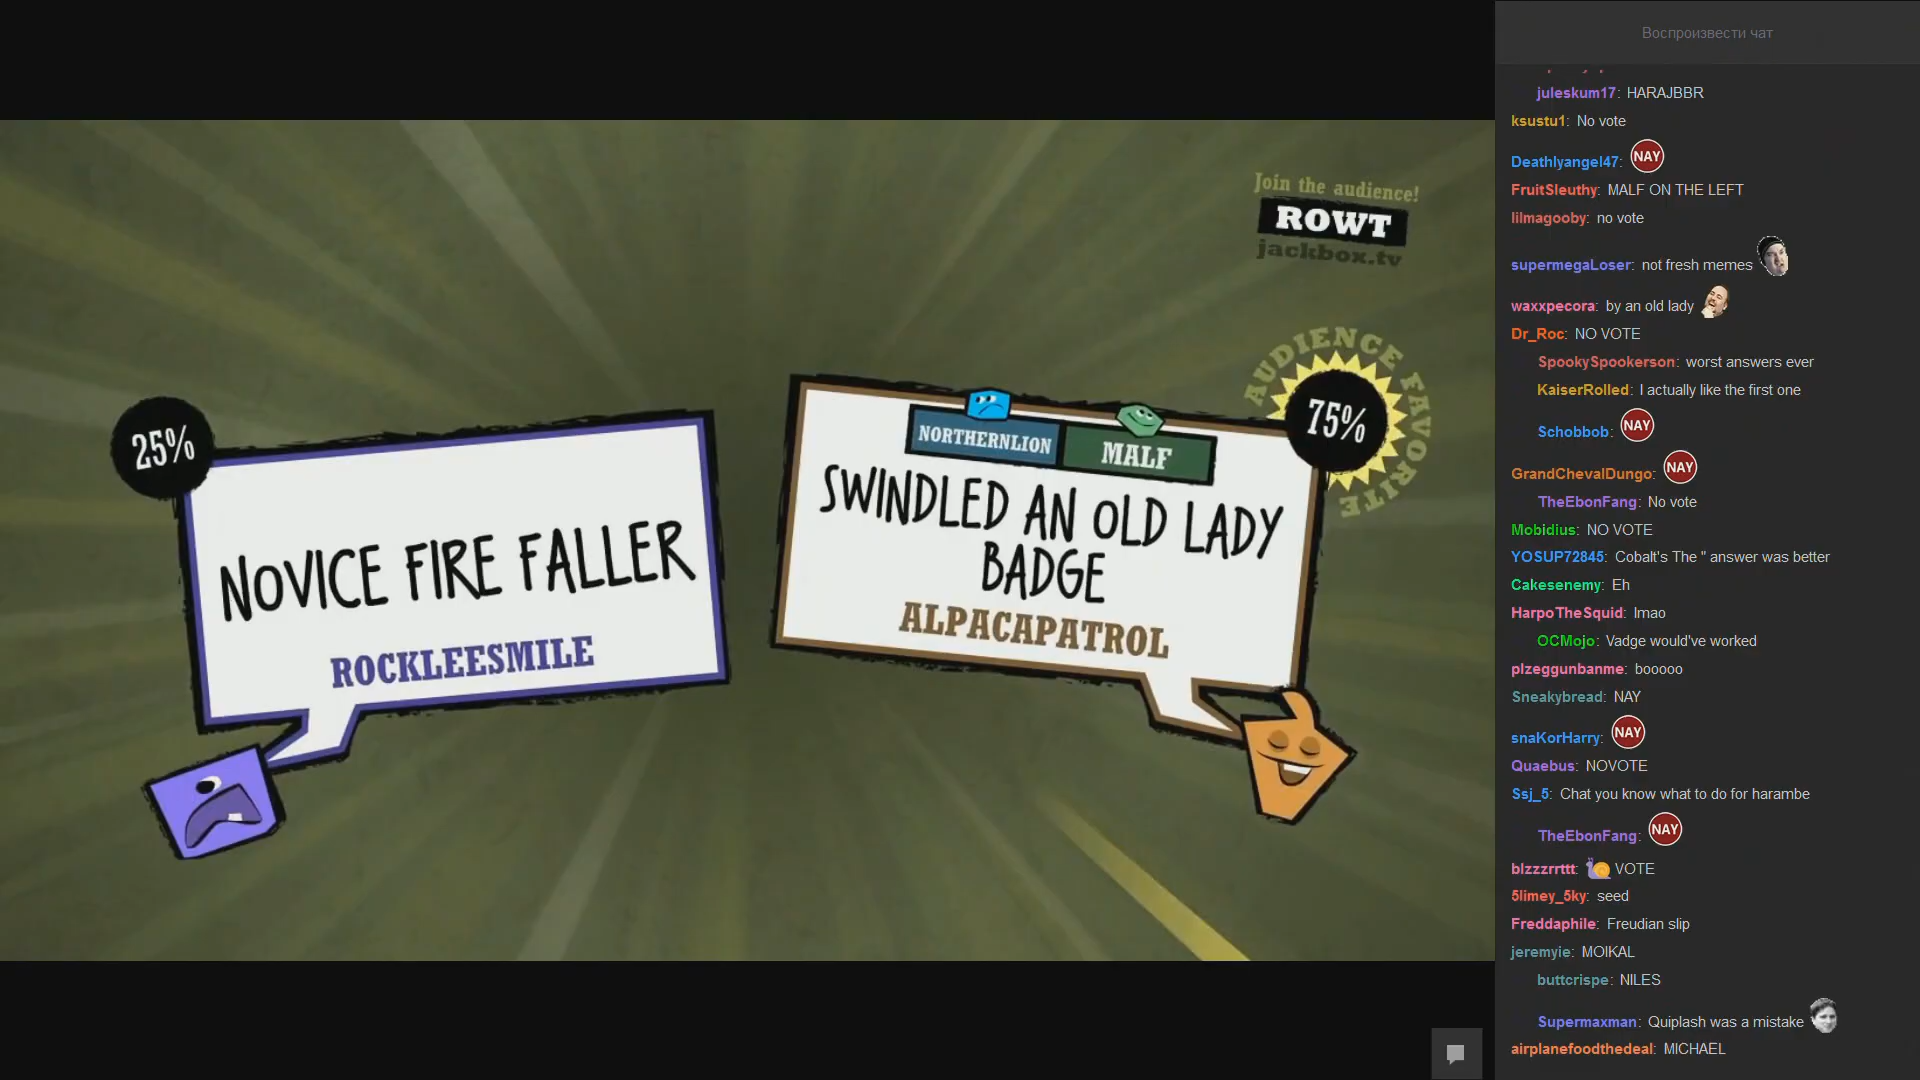 Join the audience!
ROWT
jackbox.tv
AUDIENCE FAVORITE
25%
NOVICE FIRE FALLER
ROCKLEESMILE
75%
NORTHERNLION
MALF
SWINDLED AN OLD LADY
BADGE
ALPACAPATROL
Воспроизвести чат
juleskum17: HARAJBBR
ksustu1: No vote
Deathlyangel47: NAY
FruitSleuthy: MALF ON THE LEFT
lilmagooby: no vote
supermegaLoser: not fresh memes
waxxpecora: by an old lady
Dr_Roc: NO VOTE
SpookySpookerson: worst answers ever
KaiserRolled: I actually like the first one
Schobbob: NAY
GrandChevalDungo: NAY
TheEbonFang: No vote
Mobidius: NO VOTE
YOSUP72845: Cobalt's The " answer was better
Cakesenemy: Eh
HarpoTheSquid: lmao
OCMojo: Vadge would've worked
plzeggunbanme: booooo
Sneakybread: NAY
snaKorHarry: NAY
Quaebus: NOVOTE
Ssj_5: Chat you know what to do for harambe
TheEbonFang: NAY
blzzzrrttt: VOTE
5limey_5ky: seed
Freddaphile: Freudian slip
jeremyie: MOIKAL
buttcrispe: NILES
Supermaxman: Quiplash was a mistake
airplanefoodthedeal: MICHAEL